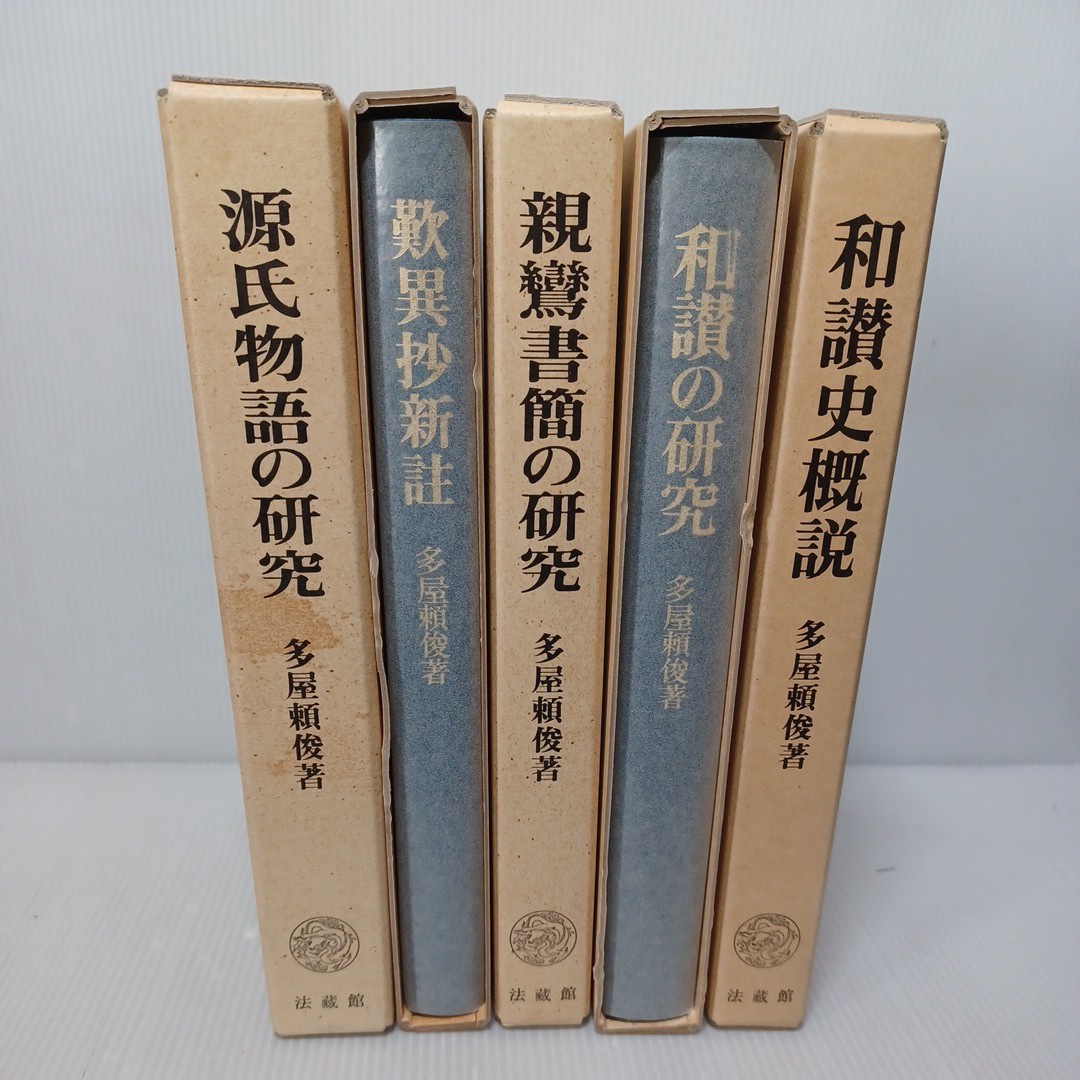 源氏物語の研究
多屋頼俊著
法藏館
歎異抄新註
多屋頼俊著
親鸞書簡の研究
多屋頼俊著
法藏館
和讃の研究
多屋頼俊著
和讃史概説
多屋頼俊著
法藏館